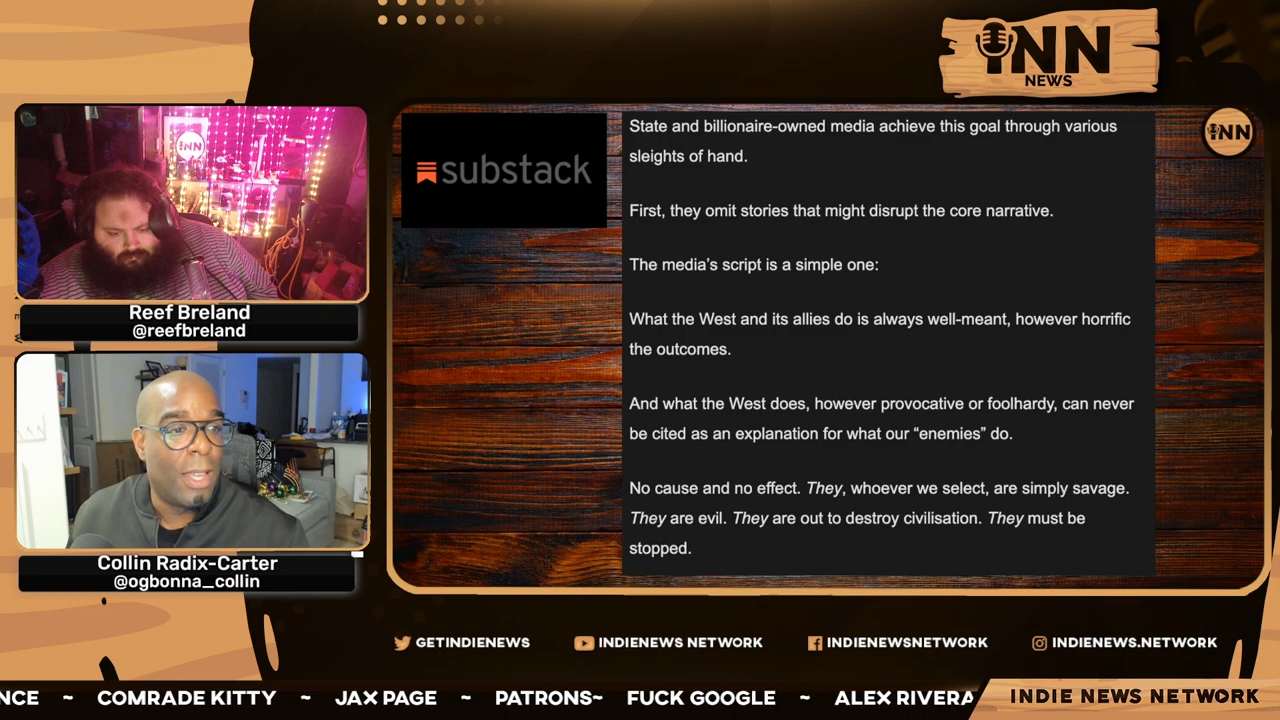 INN
NEWS
INN
INN
substack
State and billionaire-owned media achieve this goal through various
sleights of hand.
First, they omit stories that might disrupt the core narrative.
The media’s script is a simple one:
What the West and its allies do is always well-meant, however horrific
the outcomes.
And what the West does, however provocative or foolhardy, can never
be cited as an explanation for what our “enemies” do.
No cause and no effect. They, whoever we select, are simply savage.
They are evil. They are out to destroy civilisation. They must be
stopped.
Reef Breland
@reefbreland
Collin Radix-Carter
@ogbonna_collin
GETINDIENEWS
INDIENEWS NETWORK
INDIENEWSNETWORK
INDIENEWS.NETWORK
NCE ~ COMRADE KITTY ~ JAX PAGE ~ PATRONS~ FUCK GOOGLE ~ ALEX RIVERA
INDIE NEWS NETWORK